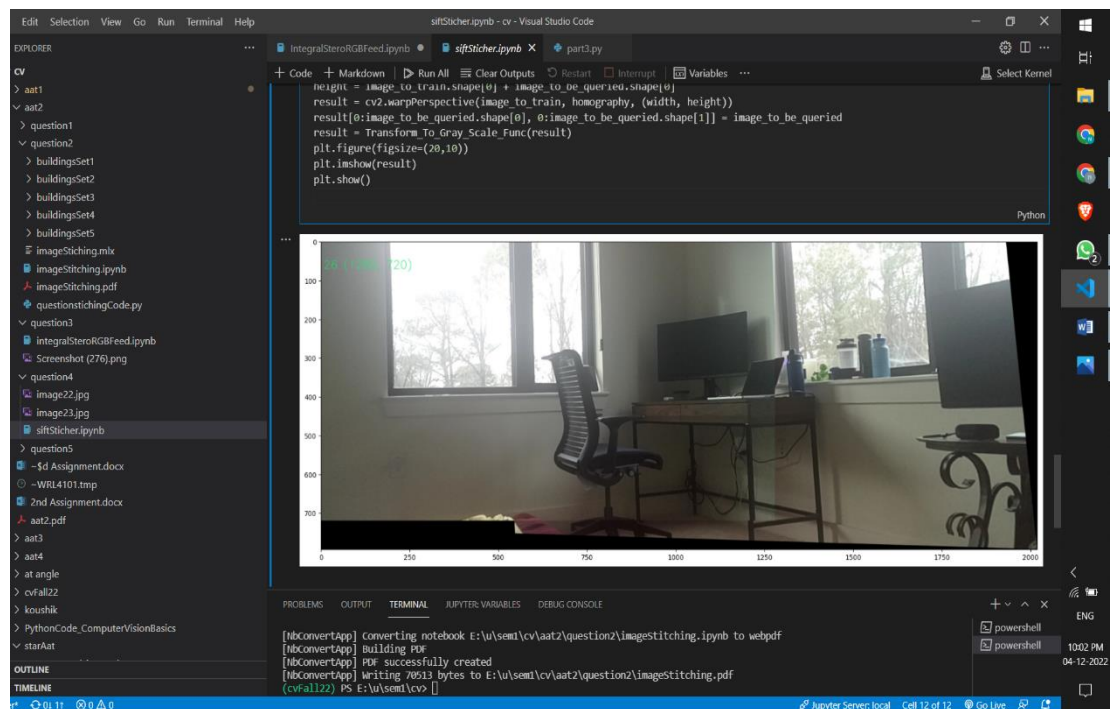 Edit Selection View Go Run Terminal Help
siftSticher.ipynb - cv - Visual Studio Code
EXPLORER
CV
aat1
aat2
question1
question2
buildingsSet1
buildingsSet2
buildingsSet3
buildingsSet4
buildingsSet5
imageStiching.mlx
imageStitching.ipynb
imageStitching.pdf
questionstichingCode.py
question3
integralSteroRGBFeed.ipynb
Screenshot (276).png
question4
image22.jpg
image23.jpg
siftSticher.ipynb
question5
~$d Assignment.docx
~WRL4101.tmp
2nd Assignment.docx
aat2.pdf
aat3
aat4
at angle
cvFall22
koushik
PythonCode_ComputerVisionBasics
starAat
OUTLINE
TIMELINE
IntegralSteroRGBFeed.ipynb siftSticher.ipynb part3.py
+ Code + Markdown Run All Clear Outputs Restart Interrupt Variables ... Select Kernel
height = image_to_train.shape[0] + image_to_be_queried.shape[0]
result = cv2.warpPerspective(image_to_train, homography, (width, height))
result[0:image_to_be_queried.shape[0], 0:image_to_be_queried.shape[1]] = image_to_be_queried
result = Transform_To_Gray_Scale_Func(result)
plt.figure(figsize=(20,10))
plt.imshow(result)
plt.show()
Python
0
100
200
300
400
500
600
700
0 250 500 750 1000 1250 1500 1750 2000
26 720)
PROBLEMS OUTPUT TERMINAL JUPYTER: VARIABLES DEBUG CONSOLE
[NbConvertApp] Converting notebook E:\u\sem1\cv\aat2\question2\imageStitching.ipynb to webpdf
[NbConvertApp] Building PDF
[NbConvertApp] PDF successfully created
[NbConvertApp] Writing 70513 bytes to E:\u\sem1\cv\aat2\question2\imageStitching.pdf
(cvFall22) PS E:\u\sem1\cv>
powershell
powershell
0↓ 1↑ 0 0 Jupyter Server: local Cell 12 of 12 Go Live
2
ENG
10:02 PM
04-12-2022